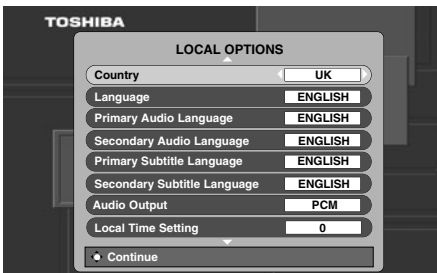 TOSHIBA
LOCAL OPTIONS
Country UK
Language ENGLISH
Primary Audio Language ENGLISH
Secondary Audio Language ENGLISH
Primary Subtitle Language ENGLISH
Secondary Subtitle Language ENGLISH
Audio Output PCM
Local Time Setting 0
Continue